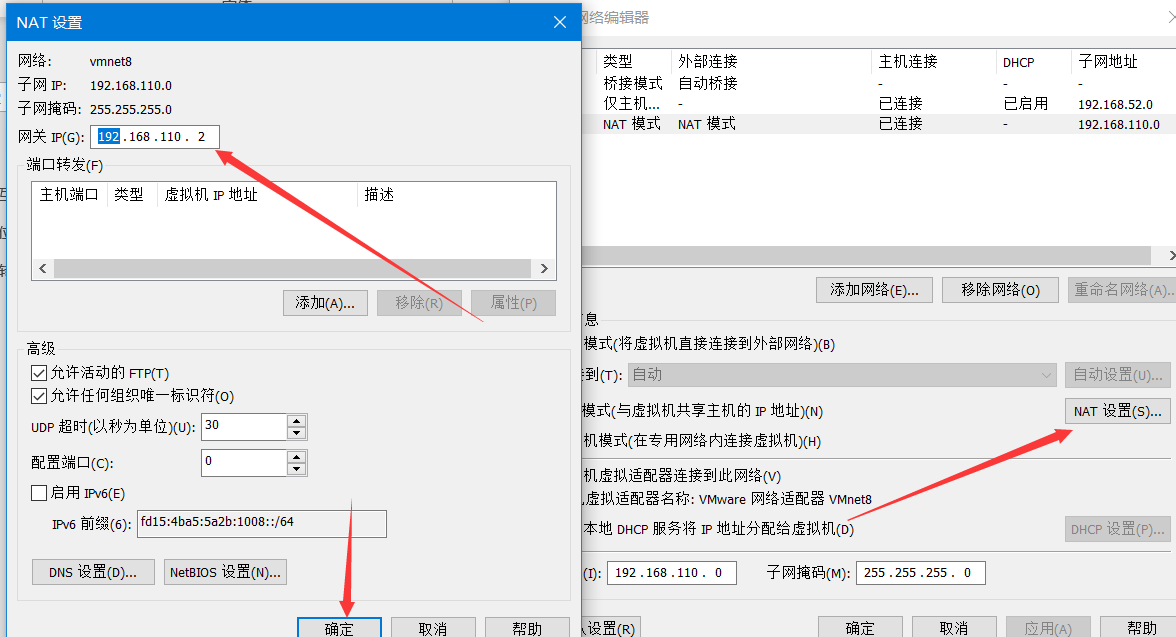 NAT 设置
网络: vmnet8
子网 IP: 192.168.110.0
子网掩码: 255.255.255.0
网关 IP(G): 192.168.110. 2
端口转发(F)
主机端口 类型 虚拟机 IP 地址 描述
添加(A)... 移除(R) 属性(P)
高级
允许活动的 FTP(T)
允许任何组织唯一标识符(O)
UDP 超时(以秒为单位)(U): 30
配置端口(C): 0
启用 IPv6(E)
IPv6 前缀(6): fd15:4ba5:5a2b:1008::/64
DNS 设置(D)... NetBIOS 设置(N)...
确定 取消 帮助
网络编辑器
类型 外部连接 主机连接 DHCP 子网地址
桥接模式 自动桥接 - - -
仅主机... - 已连接 已启用 192.168.52.0
NAT 模式 NAT 模式 已连接 - 192.168.110.0
添加网络(E)... 移除网络(O) 重命名网络(A)..
息
模式(将虚拟机直接连接到外部网络)(B)
到(T): 自动 自动设置(U)...
模式(与虚拟机共享主机的 IP 地址)(N) NAT 设置(S)...
机模式(在专用网络内连接虚拟机)(H)
机虚拟适配器连接到此网络(V)
虚拟适配器名称: VMware 网络适配器 VMnet8
本地 DHCP 服务将 IP 地址分配给虚拟机(D) DHCP 设置(P)...
(I): 192.168.110. 0 子网掩码(M): 255.255.255. 0
设置(R) 确定 取消 应用(A) 帮助